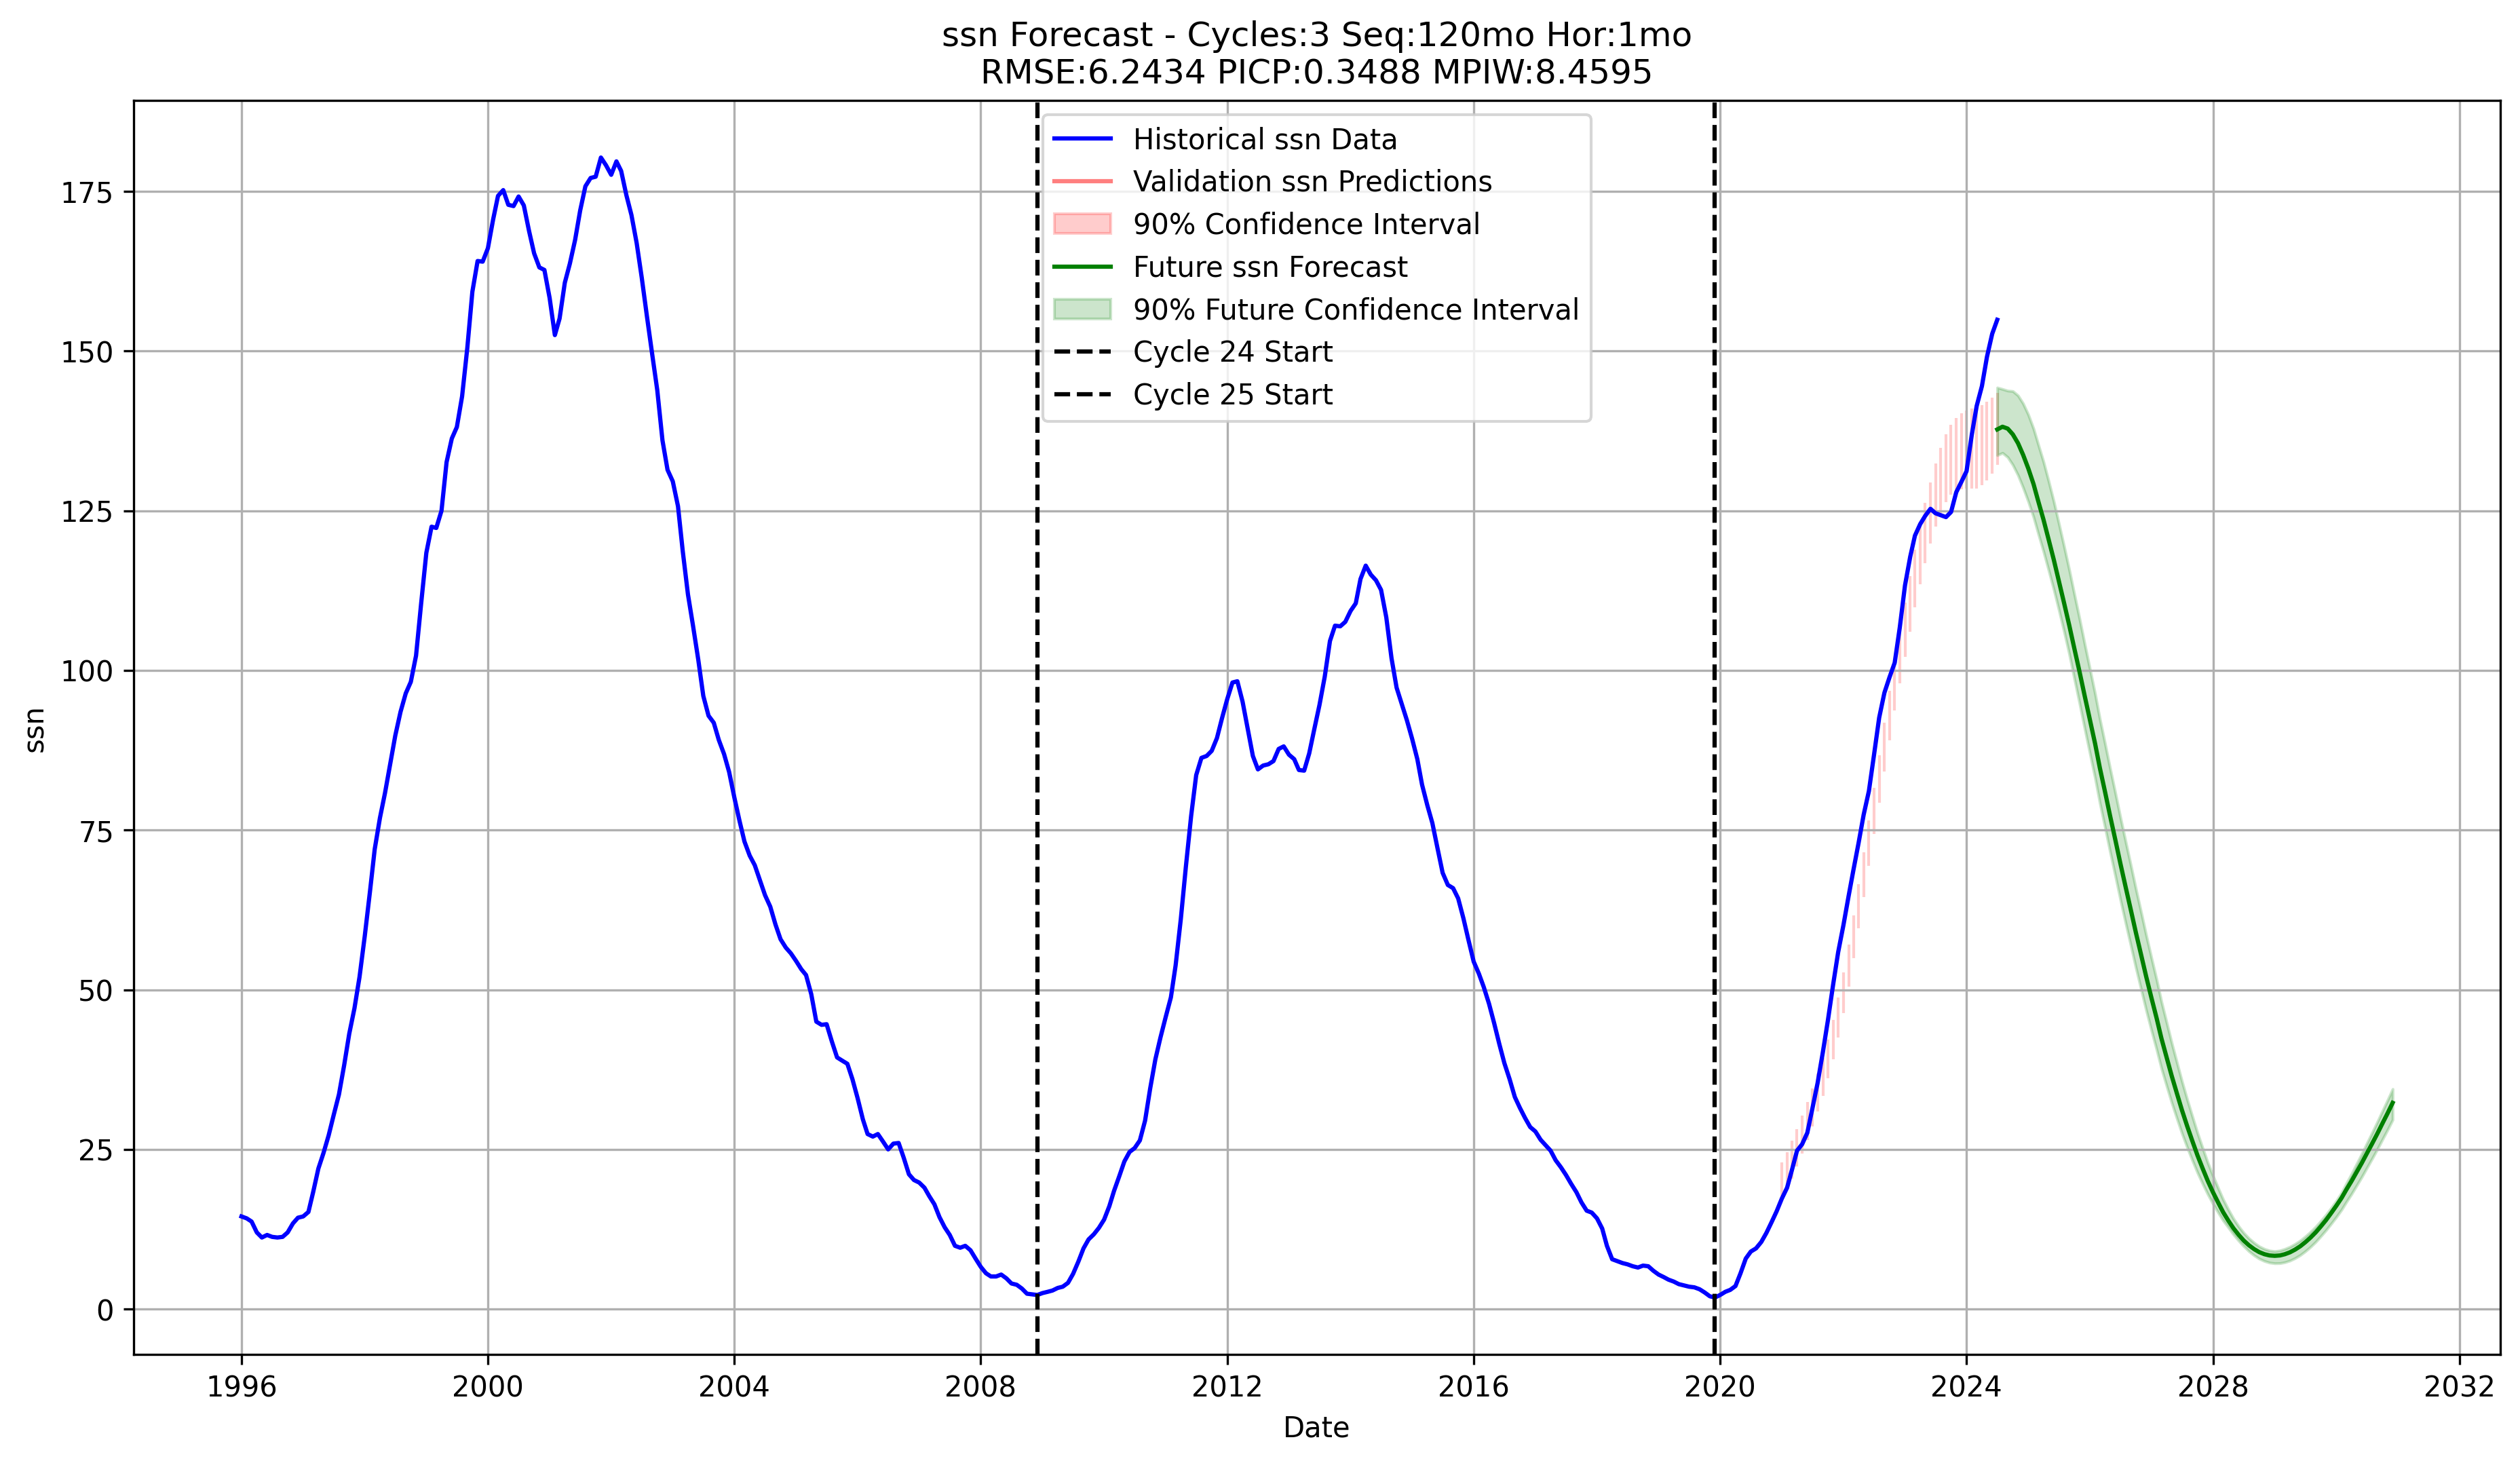 ssn Forecast - Cycles:3 Seq:120mo Hor:1mo
RMSE:6.2434 PICP:0.3488 MPIW:8.4595
Historical ssn Data
Validation ssn Predictions
90% Confidence Interval
Future ssn Forecast
90% Future Confidence Interval
Cycle 24 Start
Cycle 25 Start
175
150
125
100
75
50
25
0
ssn
1996 2000 2004 2008 2012 2016 2020 2024 2028 2032
Date